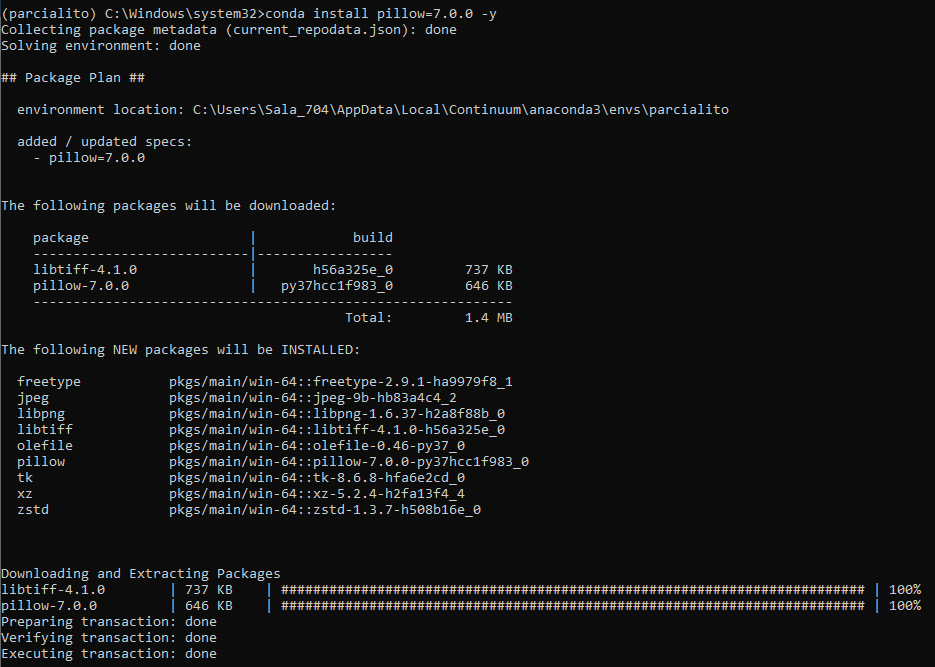 (parcialito) C:\Windows\system32>conda install pillow=7.0.0 -y
Collecting package metadata (current_repodata.json): done
Solving environment: done
## Package Plan ##
  environment location: C:\Users\Sala_704\AppData\Local\Continuum\anaconda3\envs\parcialito
  added / updated specs:
    - pillow=7.0.0
The following packages will be downloaded:
    package                    |            build
    ---------------------------|-----------------
    libtiff-4.1.0              |       h56a325e_0         737 KB
    pillow-7.0.0               |   py37hcc1f983_0         646 KB
    ------------------------------------------------------------
                                           Total:         1.4 MB
The following NEW packages will be INSTALLED:
  freetype           pkgs/main/win-64::freetype-2.9.1-ha9979f8_1
  jpeg               pkgs/main/win-64::jpeg-9b-hb83a4c4_2
  libpng             pkgs/main/win-64::libpng-1.6.37-h2a8f88b_0
  libtiff            pkgs/main/win-64::libtiff-4.1.0-h56a325e_0
  olefile            pkgs/main/win-64::olefile-0.46-py37_0
  pillow             pkgs/main/win-64::pillow-7.0.0-py37hcc1f983_0
  tk                 pkgs/main/win-64::tk-8.6.8-hfa6e2cd_0
  xz                 pkgs/main/win-64::xz-5.2.4-h2fa13f4_4
  zstd               pkgs/main/win-64::zstd-1.3.7-h508b16e_0
Downloading and Extracting Packages
libtiff-4.1.0        | 737 KB    | ######################################################################### | 100%
pillow-7.0.0         | 646 KB    | ######################################################################### | 100%
Preparing transaction: done
Verifying transaction: done
Executing transaction: done